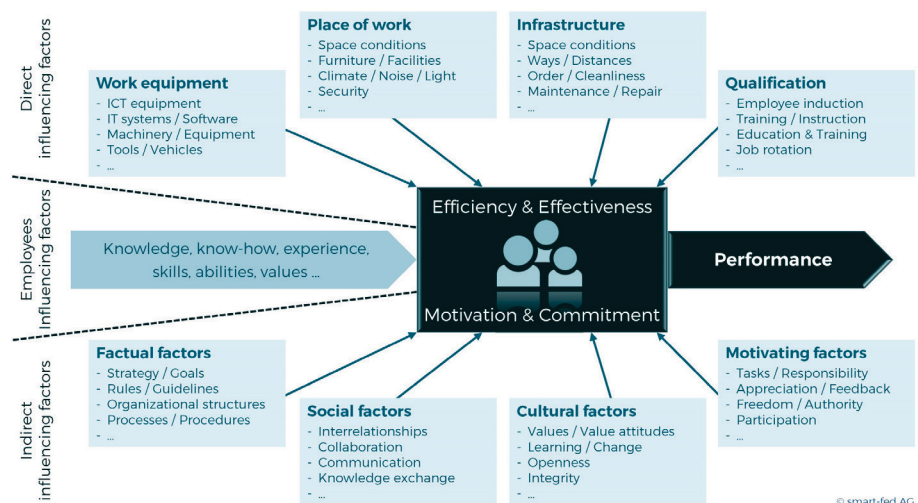 Direct
influencing factors
Work equipment
- ICT equipment
- IT systems / Software
- Machinery / Equipment
- Tools / Vehicles
- ...
Place of work
- Space conditions
- Furniture / Facilities
- Climate / Noise / Light
- Security
- ...
Infrastructure
- Space conditions
- Ways / Distances
- Order / Cleanliness
- Maintenance / Repair
- ...
Qualification
- Employee induction
- Training / Instruction
- Education & Training
- Job rotation
- ...
Employees
Influencing factors
Knowledge, know-how, experience,
skills, abilities, values ...
Efficiency & Effectiveness
Motivation & Commitment
Performance
Indirect
influencing factors
Factual factors
- Strategy / Goals
- Rules / Guidelines
- Organizational structures
- Processes / Procedures
- ...
Social factors
- Interrelationships
- Collaboration
- Communication
- Knowledge exchange
- ...
Cultural factors
- Values / Value attitudes
- Learning / Change
- Openness
- Integrity
- ...
Motivating factors
- Tasks / Responsibility
- Appreciation / Feedback
- Freedom / Authority
- Participation
- ...
© smart-fed AG